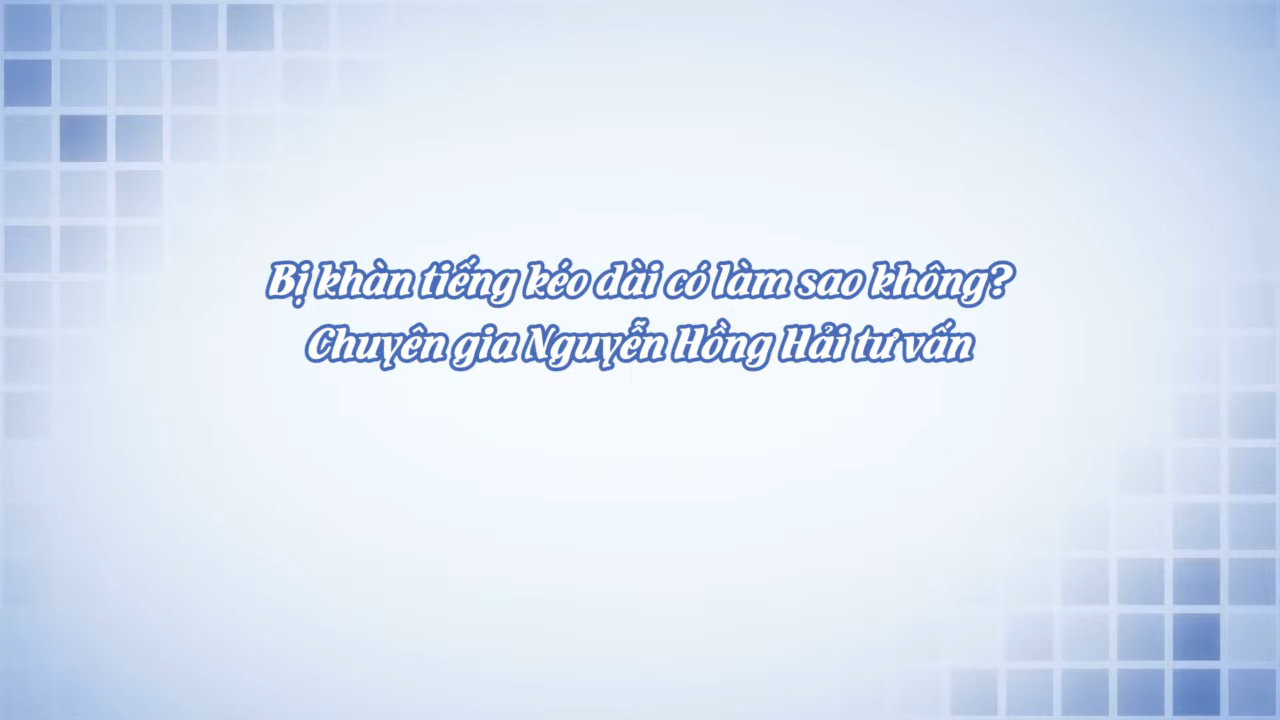 Bị khàn tiếng kéo dài có làm sao không?
Chuyên gia Nguyễn Hồng Hải tư vấn